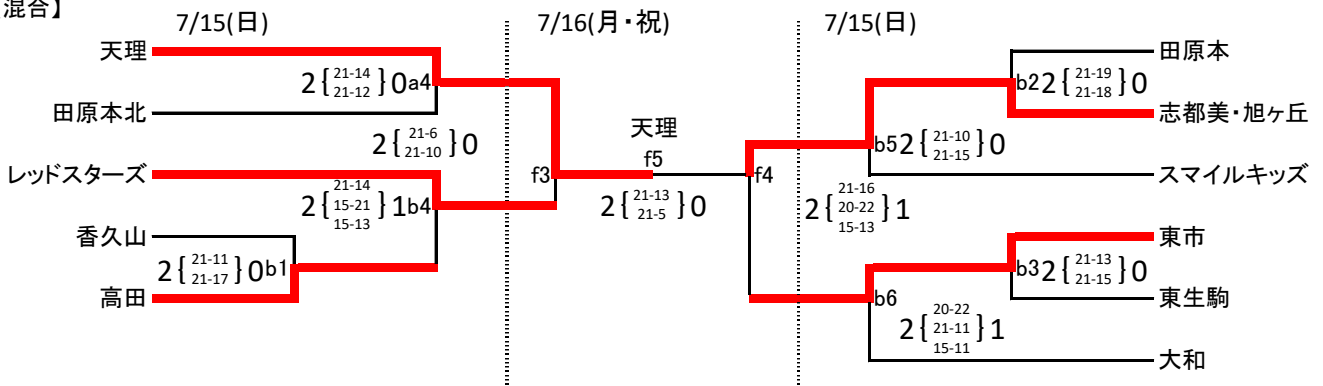 混合】
7/15(日)
7/16(月・祝)
7/15(日)
天理
田原本北
レッドスターズ
香久山
高田
2{21-14 21-12}0 a4
2{21-6 21-10}0
2{21-14 15-21 15-13}1 b4
2{21-11 21-17}0 b1
f3
天理
f5
2{21-13 21-5}0
f4
b2 2{21-19 21-18}0
b5 2{21-10 21-15}0
2{21-16 20-22 15-13}1
b3 2{21-13 21-15}0
b6
2{20-22 21-11 15-11}1
田原本
志都美・旭ヶ丘
スマイルキッズ
東市
東生駒
大和